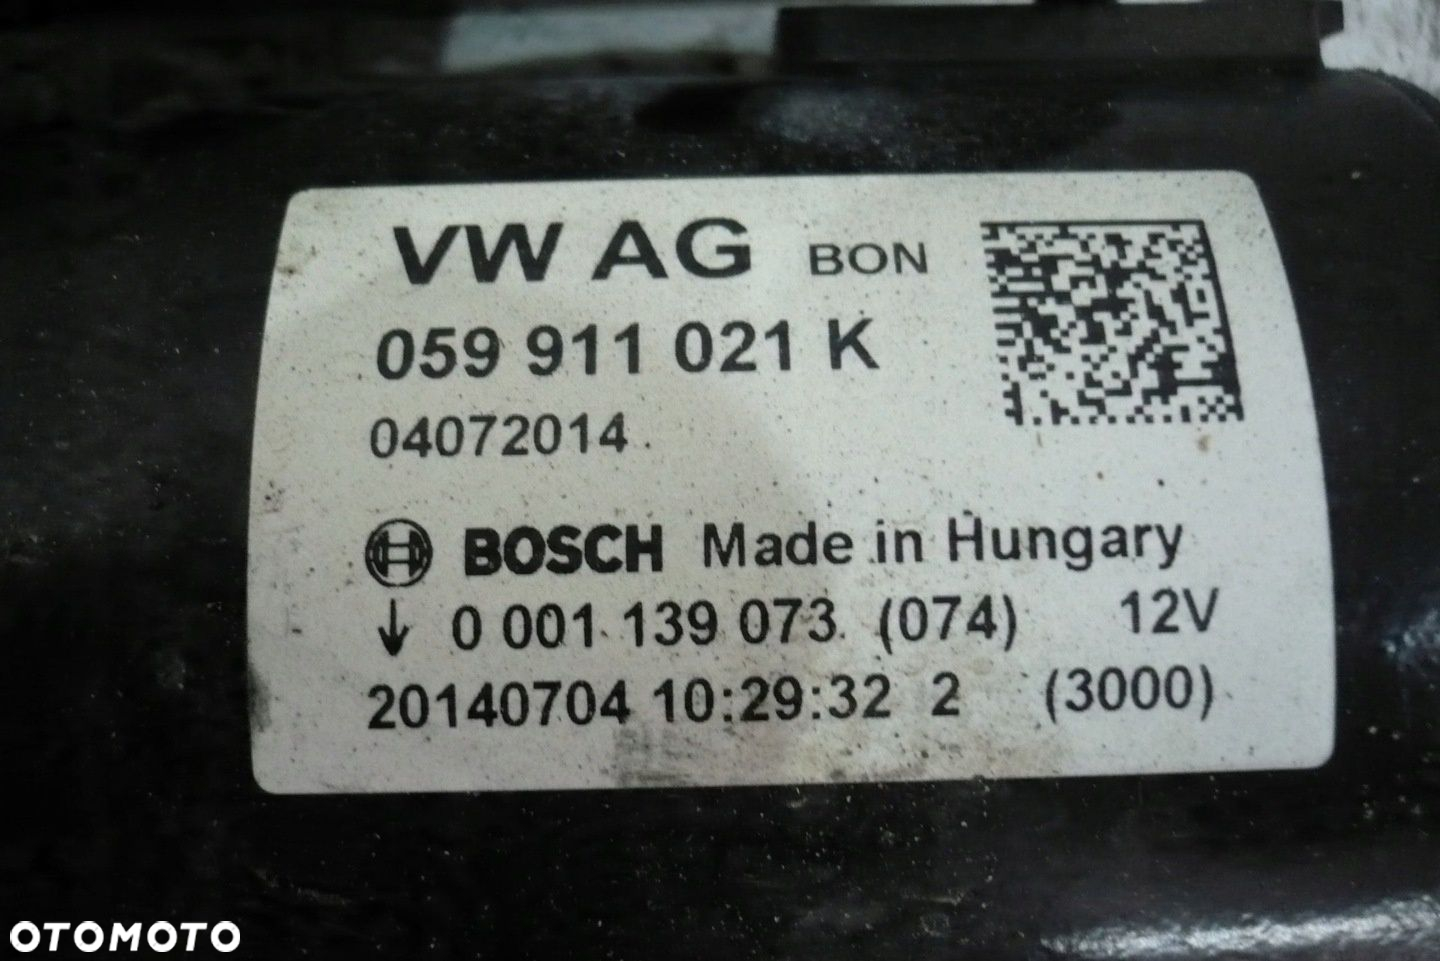 VW AG BON
059 911 021 K
04072014
BOSCH Made in Hungary
↓ 0 001 139 073 (074) 12V
20140704 10:29:32 2 (3000)
OTOMOTO